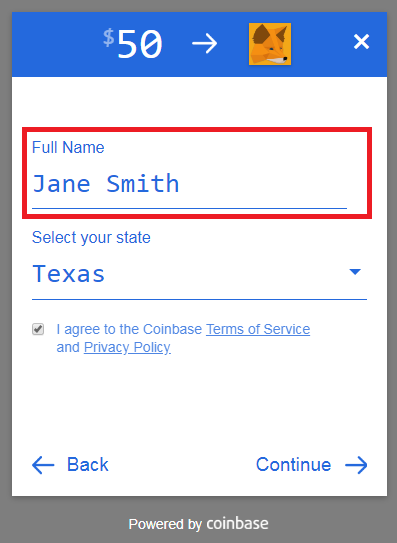 $50
Full Name
Jane Smith
Select your state
Texas
I agree to the Coinbase Terms of Service
and Privacy Policy
Back
Continue
Powered by coinbase